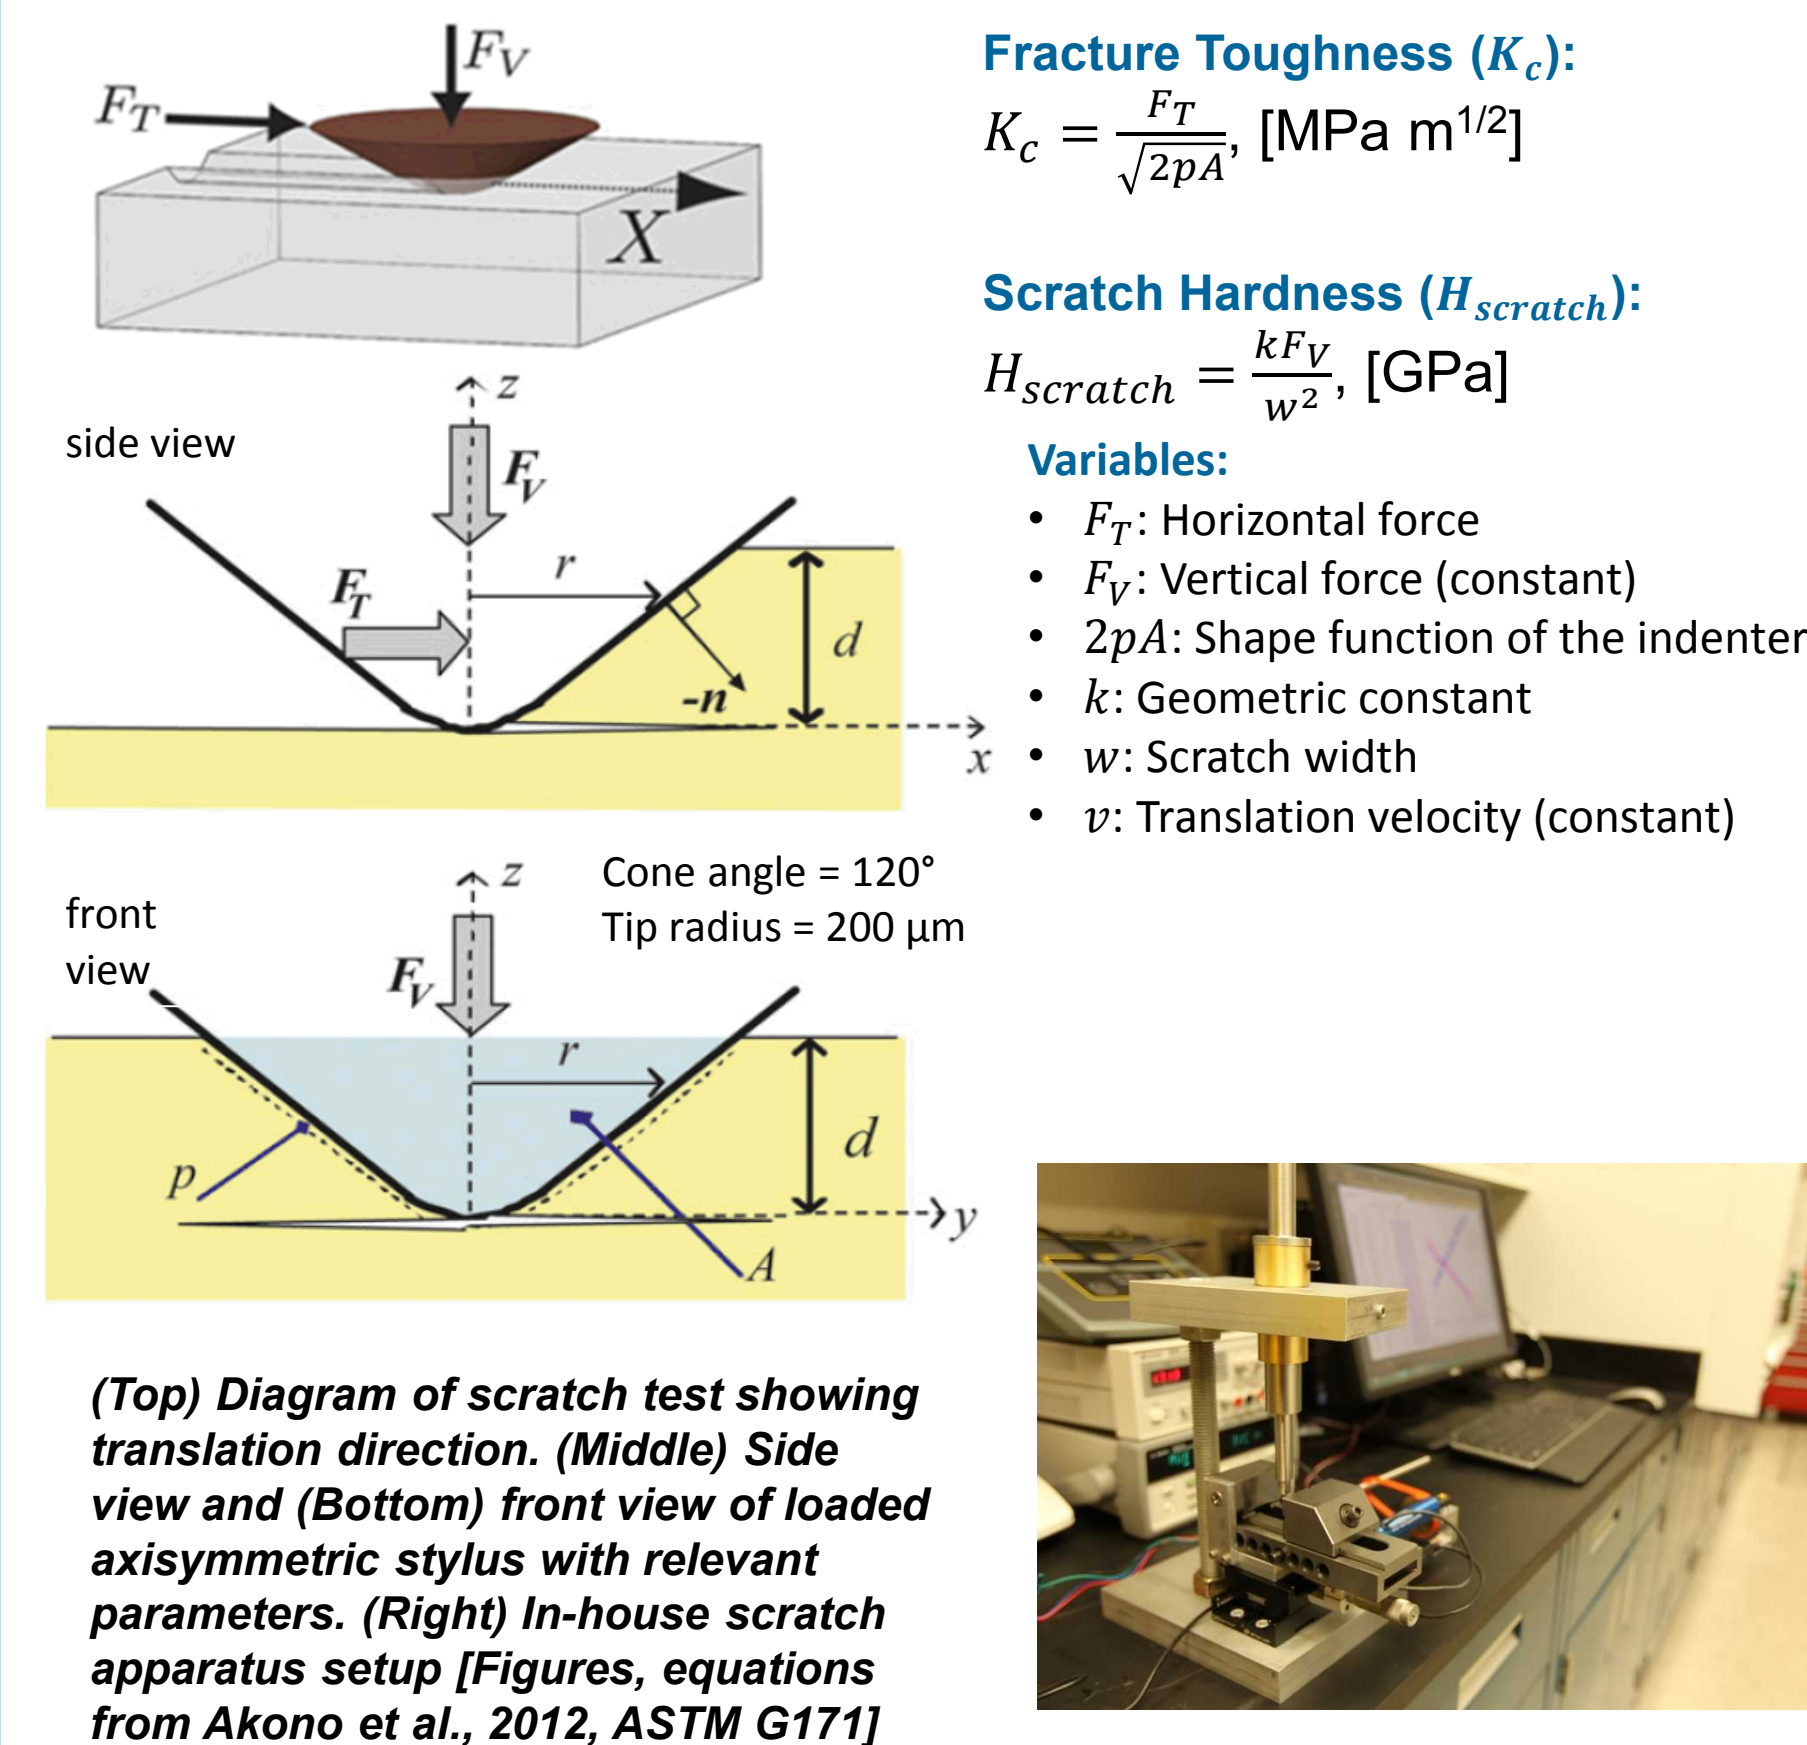 F_V
F_T
X
z
side view
F_V
r
F_T
d
-n
x
z
Cone angle = 120°
front
Tip radius = 200 µm
view
F_V
r
d
p
y
A
(Top) Diagram of scratch test showing
translation direction. (Middle) Side
view and (Bottom) front view of loaded
axisymmetric stylus with relevant
parameters. (Right) In-house scratch
apparatus setup [Figures, equations
from Akono et al., 2012, ASTM G171]
Fracture Toughness (K_c):
K_c = F_T / √(2pA), [MPa m^1/2]
Scratch Hardness (H_scratch):
H_scratch = kF_V / w², [GPa]
Variables:
• F_T: Horizontal force
• F_V: Vertical force (constant)
• 2pA: Shape function of the indenter
• k: Geometric constant
• w: Scratch width
• v: Translation velocity (constant)